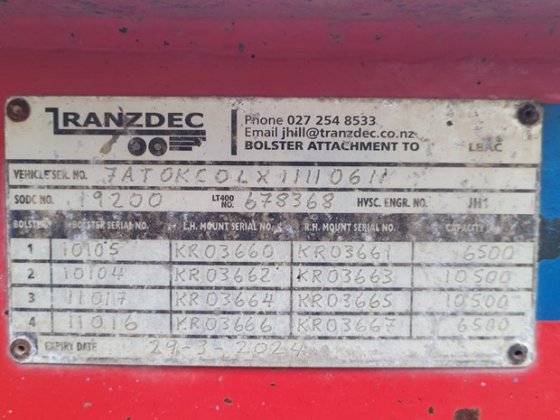 TRANZDEC
Phone 027 254 8533
Email jhill@tranzdec.co.nz
BOLSTER ATTACHMENT TO LBAC
VEHICLE SER. NO. 7AT0KC0LX11110611
SODC NO. 19200 LT400 NO. 678368 HVSC. ENGR. NO. JH1
BOLSTER BOLSTER SERIAL NO. L.H. MOUNT SERIAL NO. R.H. MOUNT SERIAL NO. CAPACITY
1 10105 KR03660 KR03661 6500
2 10104 KR03662 KR03663 10500
3 11017 KR03664 KR03665 10500
4 11016 KR03666 KR03667 6500
EXPIRY DATE 29-3-2024